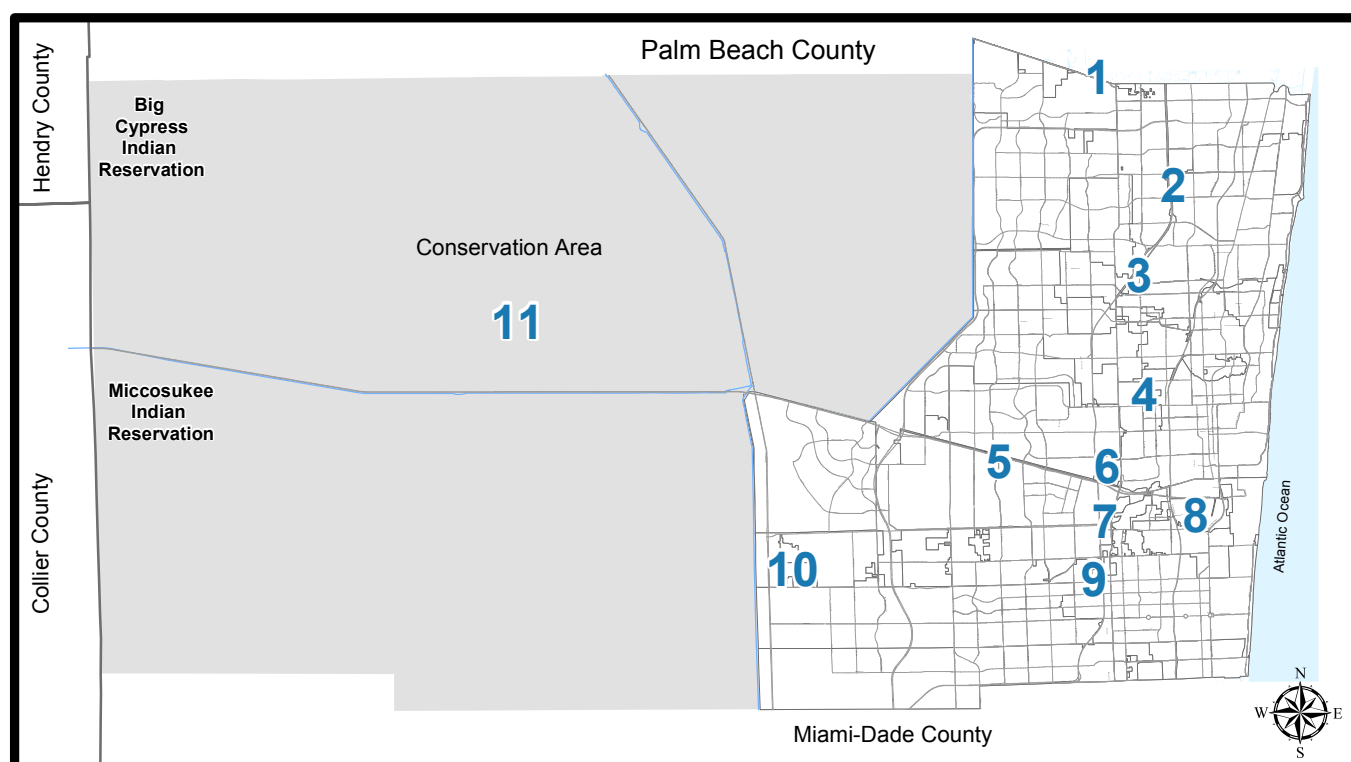 Palm Beach County
Hendry County
Big
Cypress
Indian
Reservation
1
2
Conservation Area
3
11
Miccosukee
Indian
Reservation
4
5
6
7
8
Atlantic Ocean
10
9
Collier County
N
W
E
S
Miami-Dade County